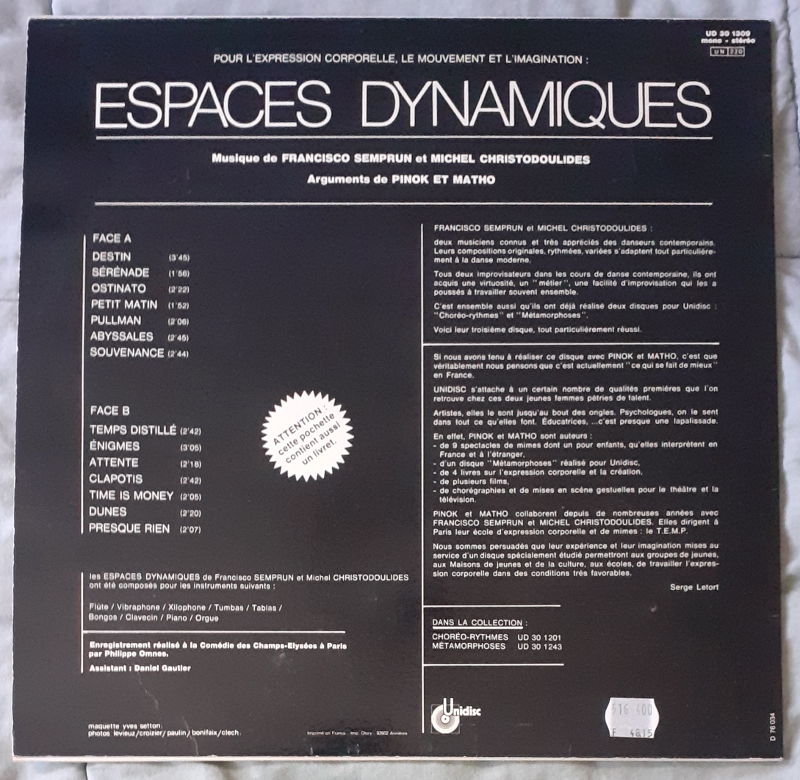 UD 30 1309
mono - stéréo
UN 220
POUR L'EXPRESSION CORPORELLE, LE MOUVEMENT ET L'IMAGINATION :
ESPACES DYNAMIQUES
Musique de FRANCISCO SEMPRUN et MICHEL CHRISTODOULIDES
Arguments de PINOK ET MATHO
FACE A
DESTIN (3'45)
SÉRÉNADE (1'56)
OSTINATO (2'22)
PETIT MATIN (1'52)
PULLMAN (2'06)
ABYSSALES (2'45)
SOUVENANCE (2'44)
FACE B
TEMPS DISTILLÉ (2'42)
ÉNIGMES (3'05)
ATTENTE (2'18)
CLAPOTIS (2'42)
TIME IS MONEY (2'05)
DUNES (2'20)
PRESQUE RIEN (2'07)
ATTENTION :
cette pochette
contient aussi
un livret.
les ESPACES DYNAMIQUES de Francisco SEMPRUN et Michel CHRISTODOULIDES
ont été composés pour les instruments suivants :
Flûte / Vibraphone / Xilophone / Tumbas / Tablas /
Bongos / Clavecin / Piano / Orgue
Enregistrement réalisé à la Comédie des Champs-Elysées à Paris
par Philippe Omnes.
Assistant : Daniel Gautier
maquette yves setton.
photos levieux/croizier/paulin/bonifaix/clech.
Imprimé en France - Imp. Glory - 92600 Asnières
FRANCISCO SEMPRUN et MICHEL CHRISTODOULIDES :
deux musiciens connus et très appréciés des danseurs contemporains.
Leurs compositions originales, rythmées, variées s'adaptent tout particulière-
ment à la danse moderne.
Tous deux improvisateurs dans les cours de danse contemporaine, ils ont
acquis une virtuosité, un "métier", une facilité d'improvisation qui les a
poussés à travailler souvent ensemble.
C'est ensemble aussi qu'ils ont déjà réalisé deux disques pour Unidisc :
"Choréo-rythmes" et "Métamorphoses".
Voici leur troisième disque, tout particulièrement réussi.
Si nous avons tenu à réaliser ce disque avec PINOK et MATHO, c'est que
véritablement nous pensons que c'est actuellement "ce qui se fait de mieux"
en France.
UNIDISC s'attache à un certain nombre de qualités premières que l'on
retrouve chez ces deux jeunes femmes pétries de talent.
Artistes, elles le sont jusqu'au bout des ongles. Psychologues, on le sent
dans tout ce qu'elles font. Éducatrices, ...c'est presque une lapalissade.
En effet, PINOK et MATHO sont auteurs :
- de 9 spectacles de mimes dont un pour enfants, qu'elles interprètent en
France et à l'étranger,
- d'un disque "Métamorphoses" réalisé pour Unidisc,
- de 4 livres sur l'expression corporelle et la création,
- de plusieurs films,
- de chorégraphies et de mises en scène gestuelles pour le théâtre et la
télévision.
PINOK et MATHO collaborent depuis de nombreuses années avec
FRANCISCO SEMPRUN et MICHEL CHRISTODOULIDES. Elles dirigent à
Paris leur école d'expression corporelle et de mimes : le T.E.M.P.
Nous sommes persuadés que leur expérience et leur imagination mises au
service d'un disque spécialement étudié permettront aux groupes de jeunes,
aux Maisons de jeunes et de la culture, aux écoles, de travailler l'expres-
sion corporelle dans des conditions très favorables.
Serge Letort
DANS LA COLLECTION :
CHORÉO-RYTHMES UD 30 1201
MÉTAMORPHOSES UD 30 1243
Unidisc
F 4815
D 76 034